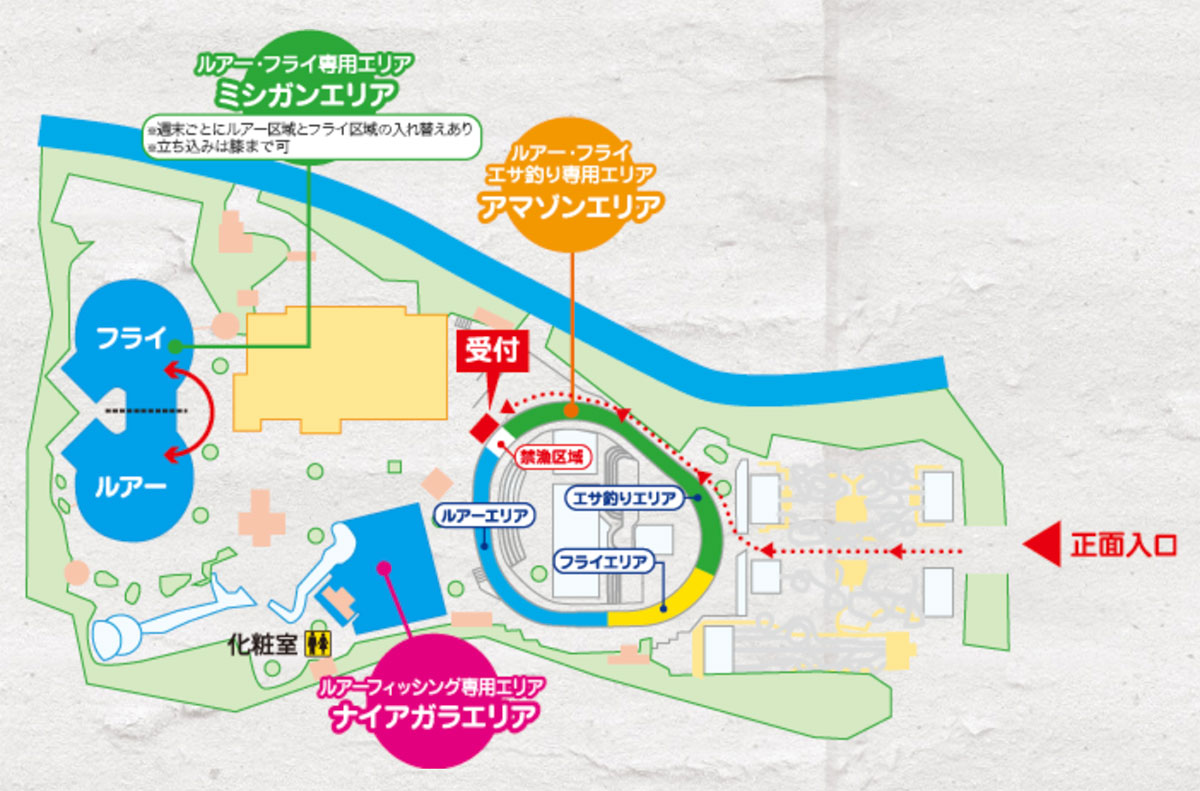 ルアー・フライ専用エリア
ミシガンエリア
※週末ごとにルアー区域とフライ区域の入れ替えあり
※立ち込みは膝まで可
ルアー・フライ
エサ釣り専用エリア
アマゾンエリア
フライ
受付
禁漁区域
ルアー
エサ釣りエリア
ルアーエリア
正面入口
フライエリア
化粧室
ルアーフィッシング専用エリア
ナイアガラエリア